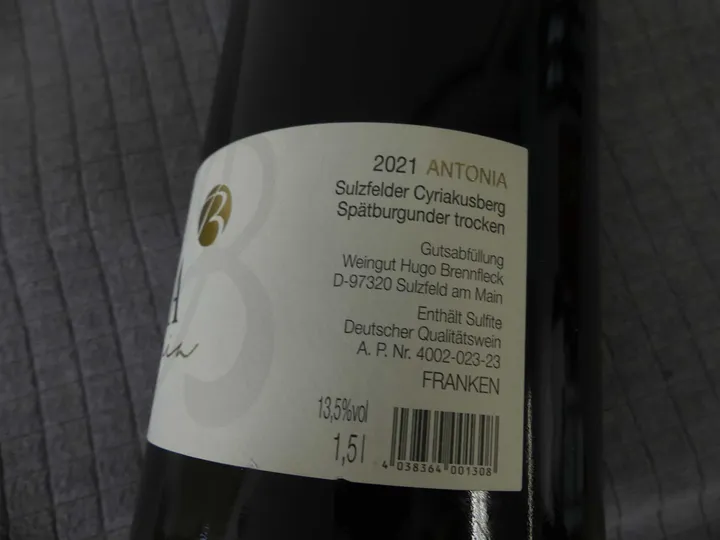 2021 ANTONIA
Sulzfelder Cyriakusberg
Spätburgunder trocken
Gutsabfüllung
Weingut Hugo Brennfleck
D-97320 Sulzfeld am Main
Enthält Sulfite
Deutscher Qualitätswein
A. P. Nr. 4002-023-23
FRANKEN
13,5%vol
1,5 l
4 038364 001308
B
A